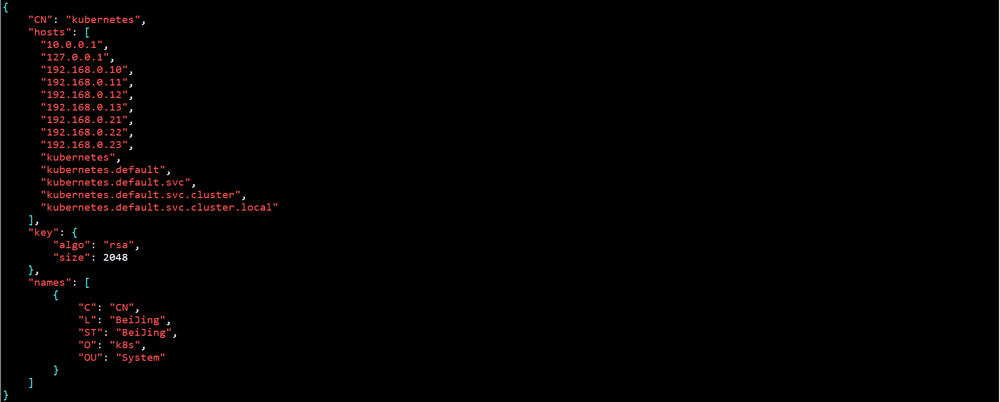 {
    "CN": "kubernetes",
    "hosts": [
      "10.0.0.1",
      "127.0.0.1",
      "192.168.0.10",
      "192.168.0.11",
      "192.168.0.12",
      "192.168.0.13",
      "192.168.0.21",
      "192.168.0.22",
      "192.168.0.23",
      "kubernetes",
      "kubernetes.default",
      "kubernetes.default.svc",
      "kubernetes.default.svc.cluster",
      "kubernetes.default.svc.cluster.local"
    ],
    "key": {
        "algo": "rsa",
        "size": 2048
    },
    "names": [
        {
            "C": "CN",
            "L": "BeiJing",
            "ST": "BeiJing",
            "O": "k8s",
            "OU": "System"
        }
    ]
}